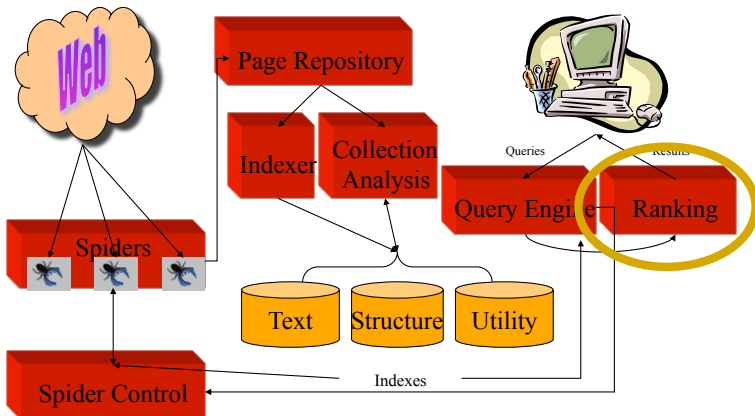 Web
Page Repository
Indexer
Collection
Analysis
Queries
Results
Query Engine
Ranking
Spiders
Text
Structure
Utility
Indexes
Spider Control